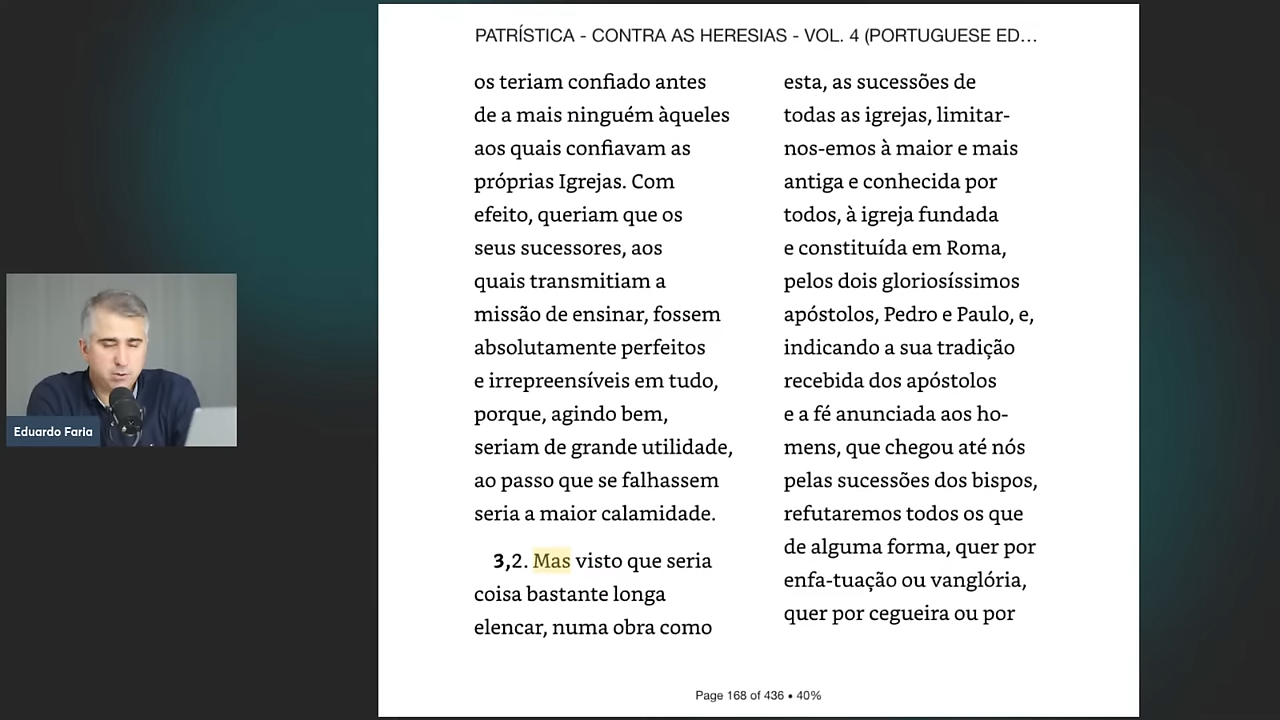 PATRÍSTICA - CONTRA AS HERESIAS - VOL. 4 (PORTUGUESE ED…
os teriam confiado antes
de a mais ninguém àqueles
aos quais confiavam as
próprias Igrejas. Com
efeito, queriam que os
seus sucessores, aos
quais transmitiam a
missão de ensinar, fossem
absolutamente perfeitos
e irrepreensíveis em tudo,
porque, agindo bem,
seriam de grande utilidade,
ao passo que se falhassem
seria a maior calamidade.
3,2. Mas visto que seria
coisa bastante longa
elencar, numa obra como
esta, as sucessões de
todas as igrejas, limitar-
nos-emos à maior e mais
antiga e conhecida por
todos, à igreja fundada
e constituída em Roma,
pelos dois gloriosíssimos
apóstolos, Pedro e Paulo, e,
indicando a sua tradição
recebida dos apóstolos
e a fé anunciada aos ho-
mens, que chegou até nós
pelas sucessões dos bispos,
refutaremos todos os que
de alguma forma, quer por
enfa-tuação ou vanglória,
quer por cegueira ou por
Page 168 of 436 • 40%
Eduardo Faria